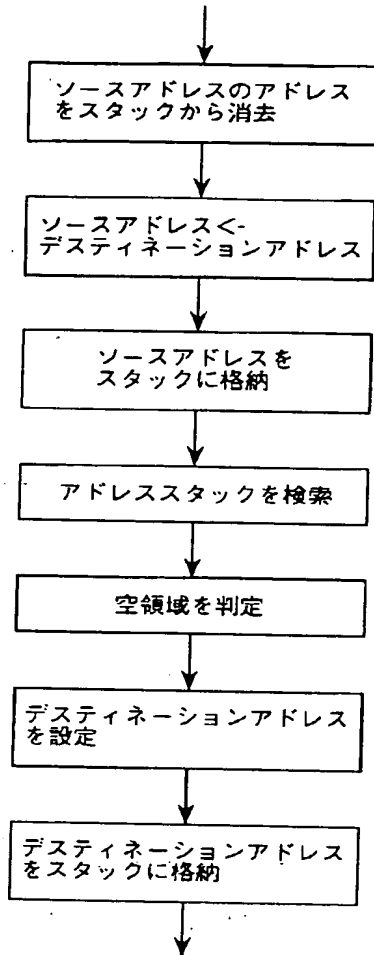 ソースアドレスのアドレス
をスタックから消去
ソースアドレス<-
デスティネーションアドレス
ソースアドレスを
スタックに格納
アドレススタックを検索
空領域を判定
デスティネーションアドレス
を設定
デスティネーションアドレス
をスタックに格納